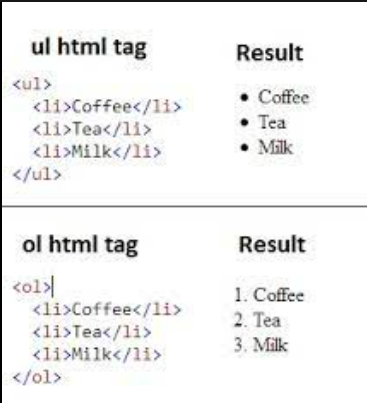 ul html tag
<ul>
<li>Coffee</li>
<li>Tea</li>
<li>Milk</li>
</ul>
Result
• Coffee
• Tea
• Milk
ol html tag
<ol>
<li>Coffee</li>
<li>Tea</li>
<li>Milk</li>
</ol>
Result
1. Coffee
2. Tea
3. Milk